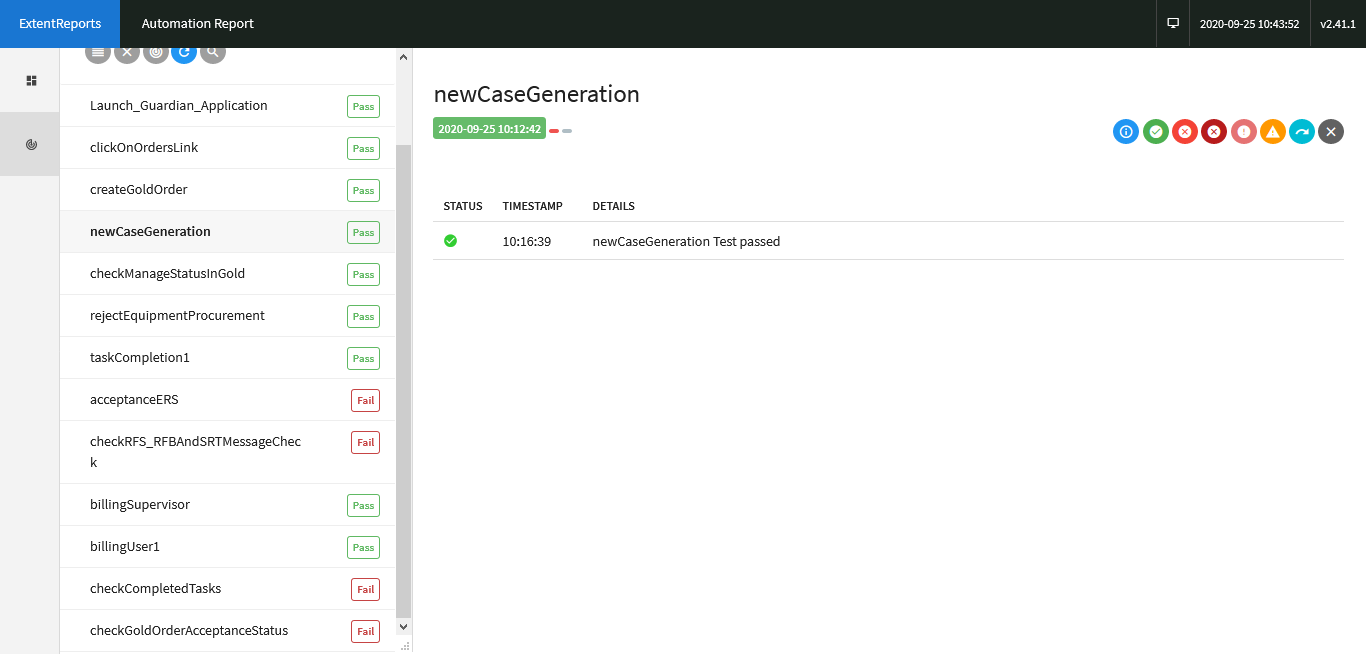 ExtentReports
Automation Report
2020-09-25 10:43:52
v2.41.1
Launch_Guardian_Application
Pass
clickOnOrdersLink
Pass
createGoldOrder
Pass
newCaseGeneration
Pass
checkManageStatusInGold
Pass
rejectEquipmentProcurement
Pass
taskCompletion1
Pass
acceptanceERS
Fail
checkRFS_RFBAndSRTMessageChec
k
Fail
billingSupervisor
Pass
billingUser1
Pass
checkCompletedTasks
Fail
checkGoldOrderAcceptanceStatus
Fail
newCaseGeneration
2020-09-25 10:12:42
STATUS TIMESTAMP DETAILS
10:16:39 newCaseGeneration Test passed